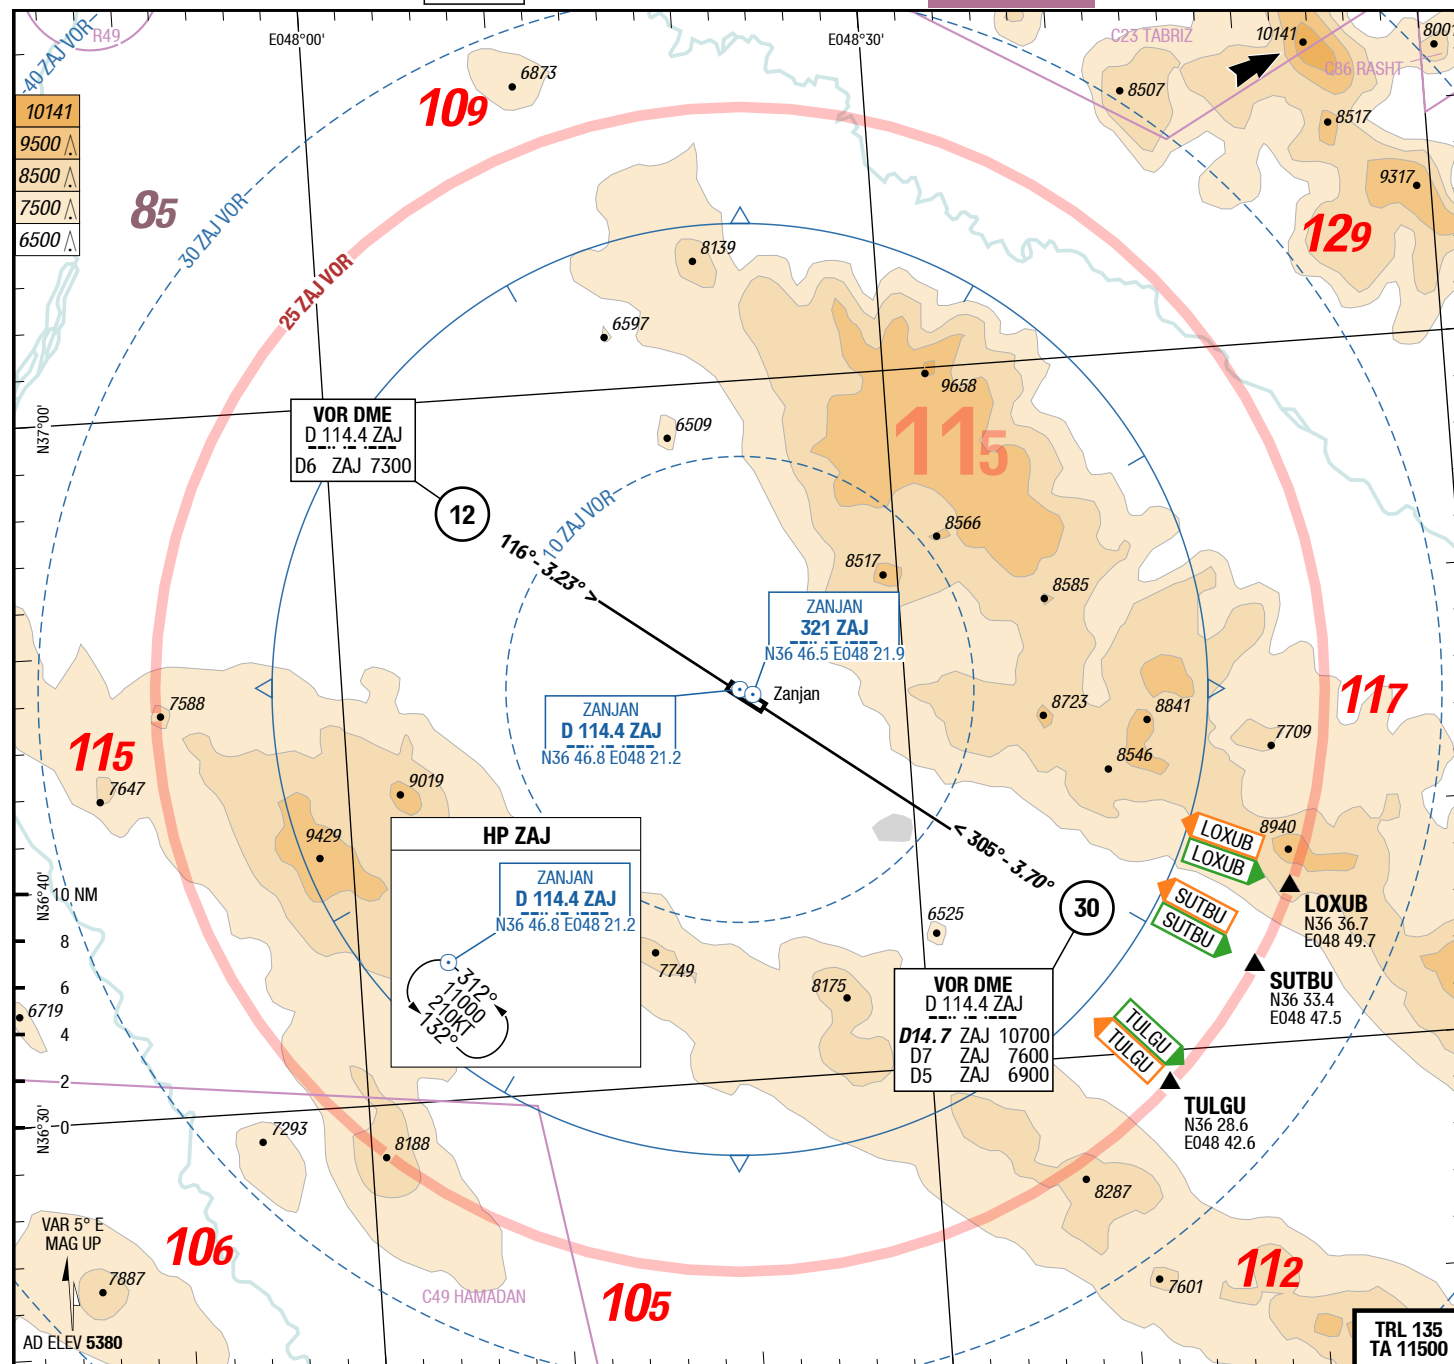 R49
E048°00'
E048°30'
C23 TABRIZ
10141
8001
C86 RASHT
40 ZAJ VOR
6873
109
8507
8517
9317
10141
9500
8500
7500
6500
85
30 ZAJ VOR
129
8139
25 ZAJ VOR
6597
9658
N37°00'
VOR DME
D 114.4 ZAJ
D6 ZAJ 7300
6509
115
12
10 ZAJ VOR
116°- 3.23° >
8566
8517
8585
ZANJAN
321 ZAJ
N36 46.5 E048 21.9
Zanjan
ZANJAN
D 114.4 ZAJ
N36 46.8 E048 21.2
7588
115
7647
9019
9429
8723
8841
8546
117
7709
HP ZAJ
ZANJAN
D 114.4 ZAJ
N36 46.8 E048 21.2
312°
11000
210KT
132°
< 305°- 3.70°
30
LOXUB
LOXUB
8940
SUTBU
SUTBU
LOXUB
N36 36.7
E048 49.7
SUTBU
N36 33.4
E048 47.5
N36°40'
10 NM
8
6
4
2
0
6719
6525
7749
8175
VOR DME
D 114.4 ZAJ
D14.7 ZAJ 10700
D7 ZAJ 7600
D5 ZAJ 6900
TULGU
TULGU
TULGU
N36 28.6
E048 42.6
N36°30'
7293
8188
8287
VAR 5° E
MAG UP
106
7887
C49 HAMADAN
105
112
7601
AD ELEV 5380
TRL 135
TA 11500